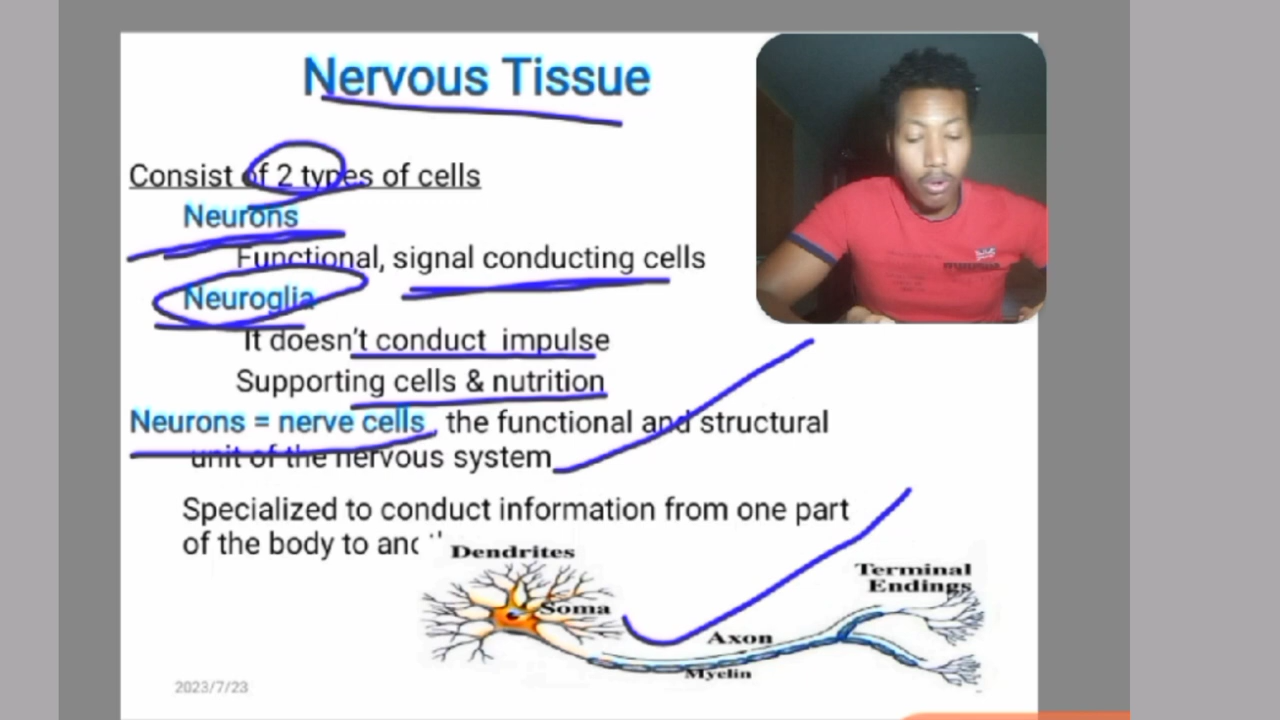 Nervous Tissue
Consist of 2 types of cells
Neurons
Functional, signal conducting cells
Neuroglia
It doesn't conduct impulse
Supporting cells & nutrition
Neurons = nerve cells the functional and structural
unit of the nervous system
Specialized to conduct information from one part
of the body to
Dendrites
Soma
Terminal
Endings
Axon
Myelin
2023/7/23